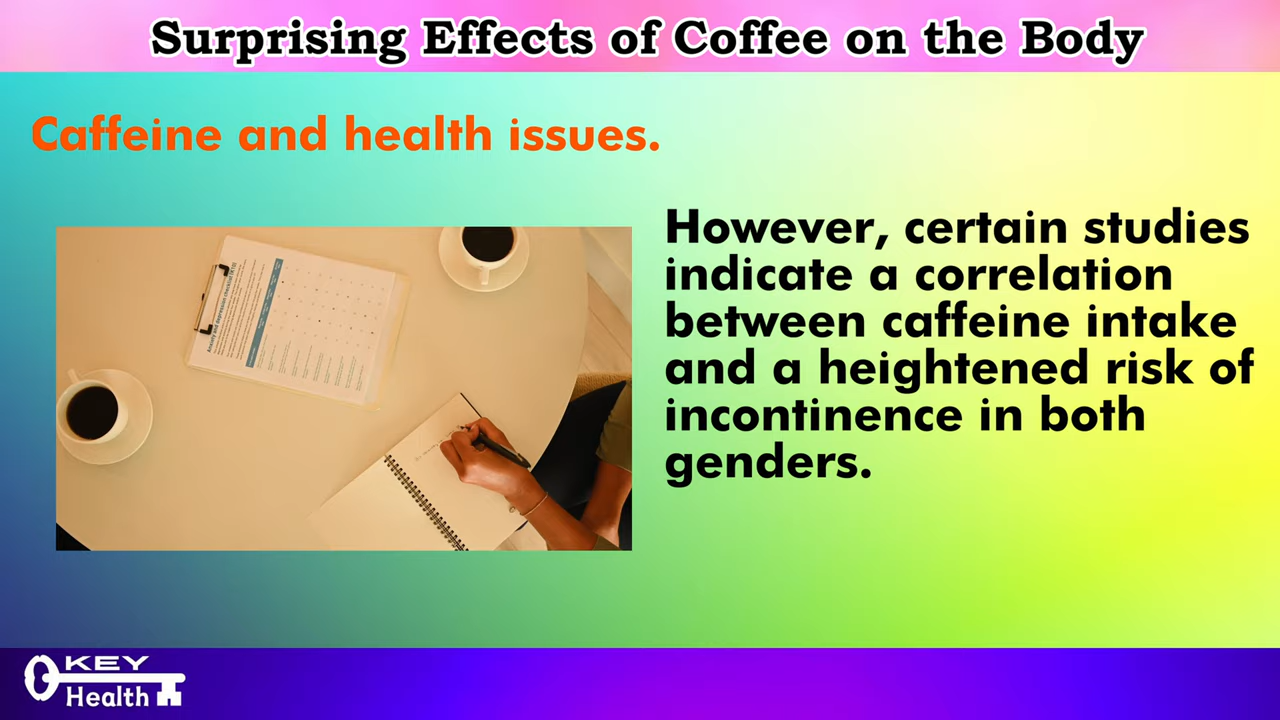 Surprising Effects of Coffee on the Body
Caffeine and health issues.
However, certain studies
indicate a correlation
between caffeine intake
and a heightened risk of
incontinence in both
genders.
KEY
Health